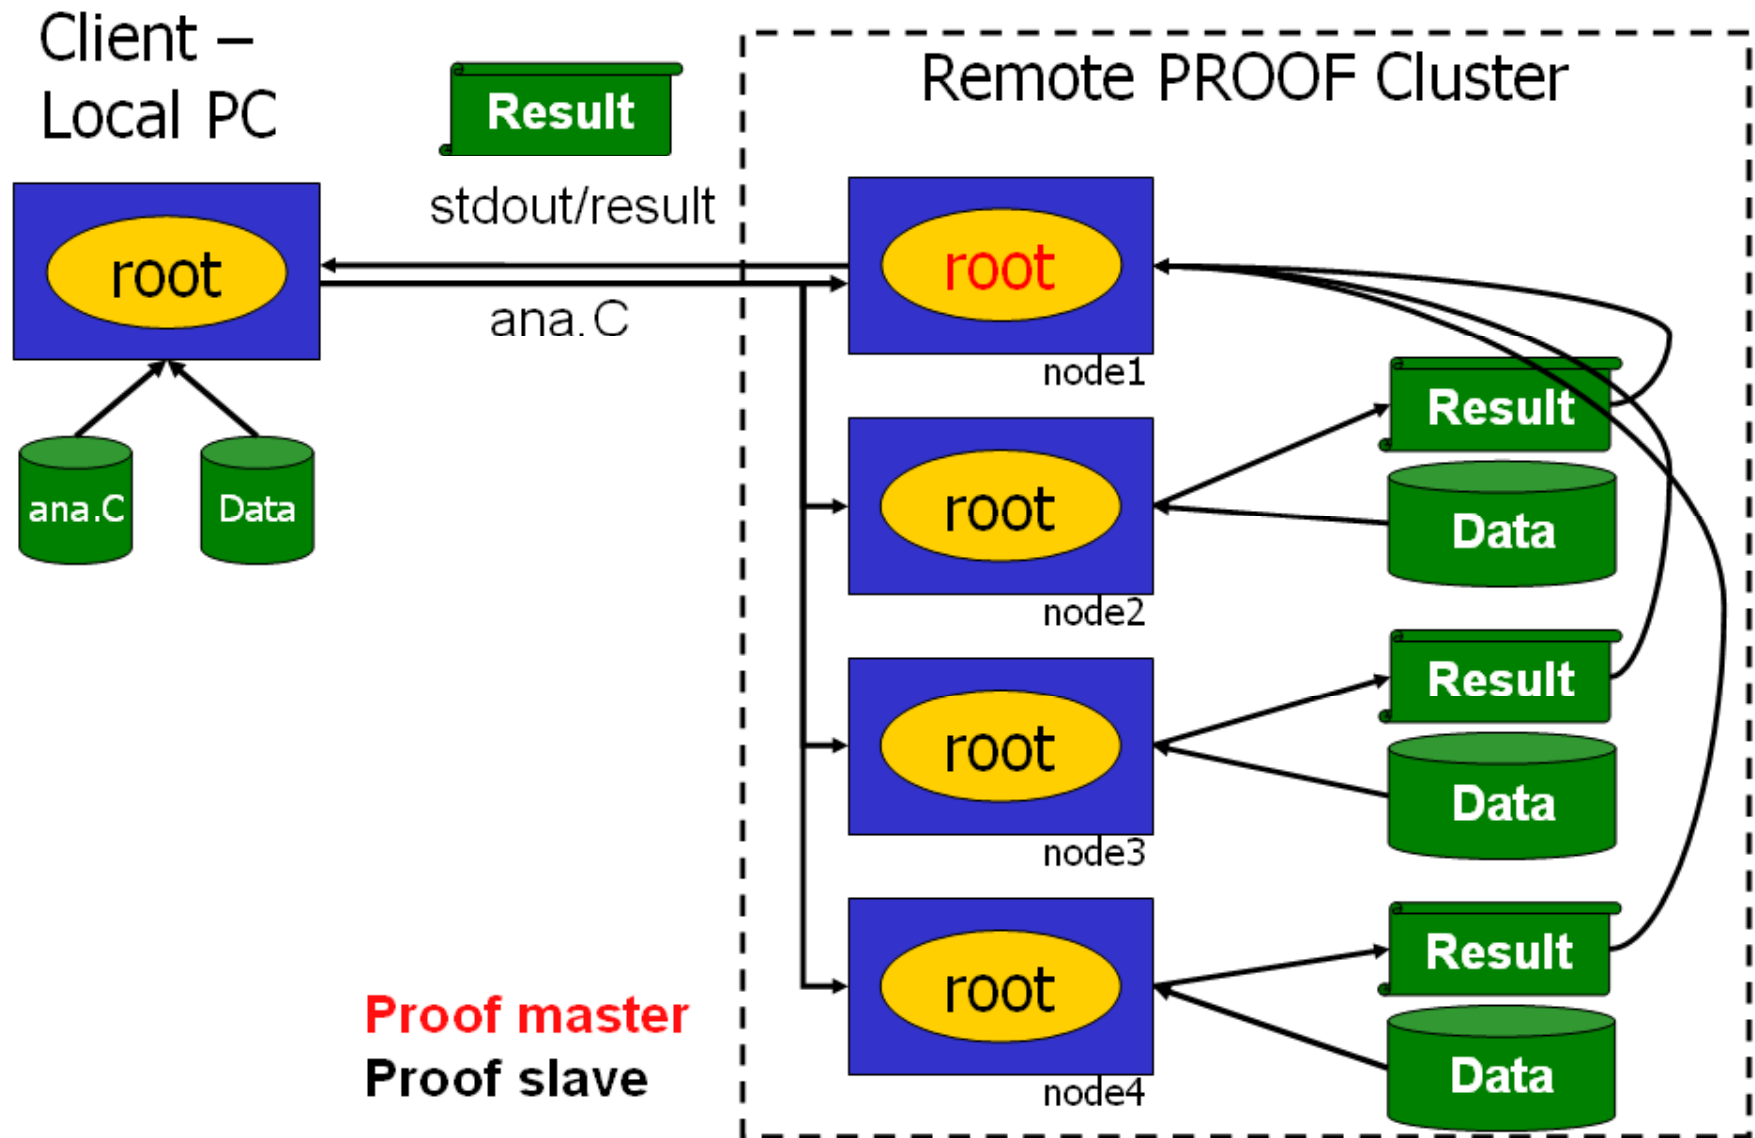 Client –
Local PC
Result
Remote PROOF Cluster
stdout/result
root
root
ana.C
node1
ana.C
Data
Result
root
Data
node2
Result
root
Data
node3
Result
root
Data
node4
Proof master
Proof slave